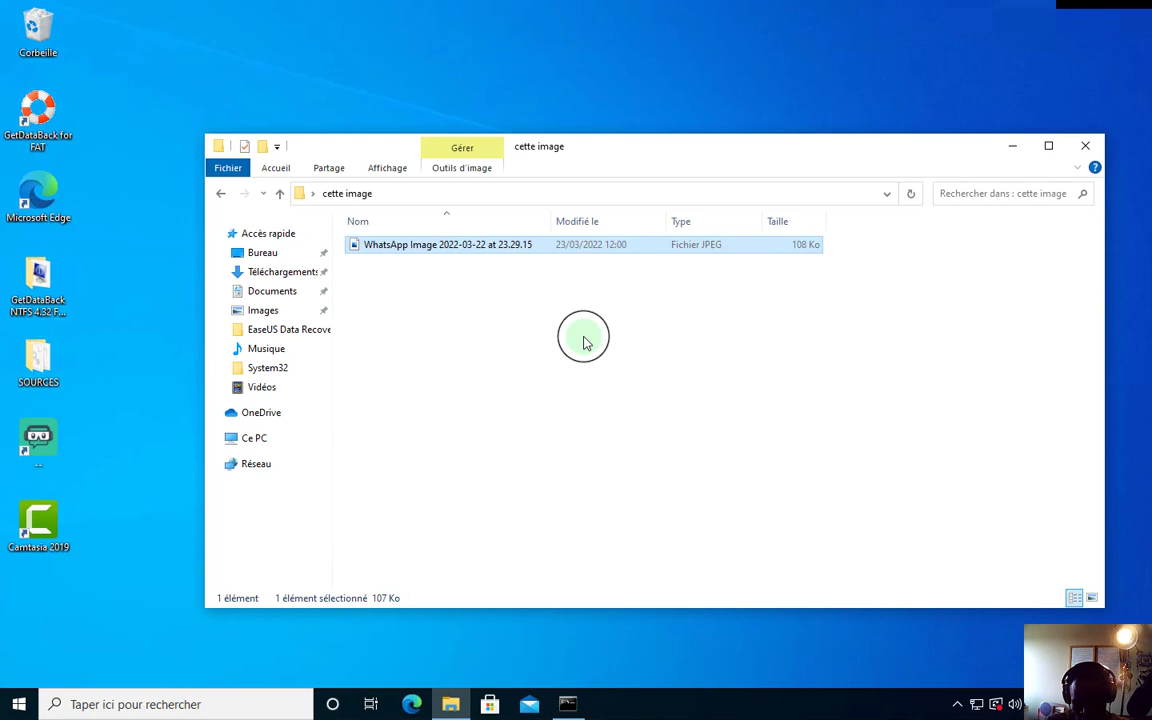 Corbeille
GetDataBack for
FAT
Microsoft Edge
GetDataBack
NTFS 4.32 F...
SOURCES
--
Camtasia 2019
Gérer
cette image
Fichier
Accueil
Partage
Affichage
Outils d'image
cette image
Rechercher dans : cette image
Nom
Modifié le
Type
Taille
WhatsApp Image 2022-03-22 at 23.29.15
23/03/2022 12:00
Fichier JPEG
108 Ko
Accès rapide
Bureau
Téléchargements
Documents
Images
EaseUS Data Recove
Musique
System32
Vidéos
OneDrive
Ce PC
Réseau
1 élément
1 élément sélectionné 107 Ko
Taper ici pour rechercher